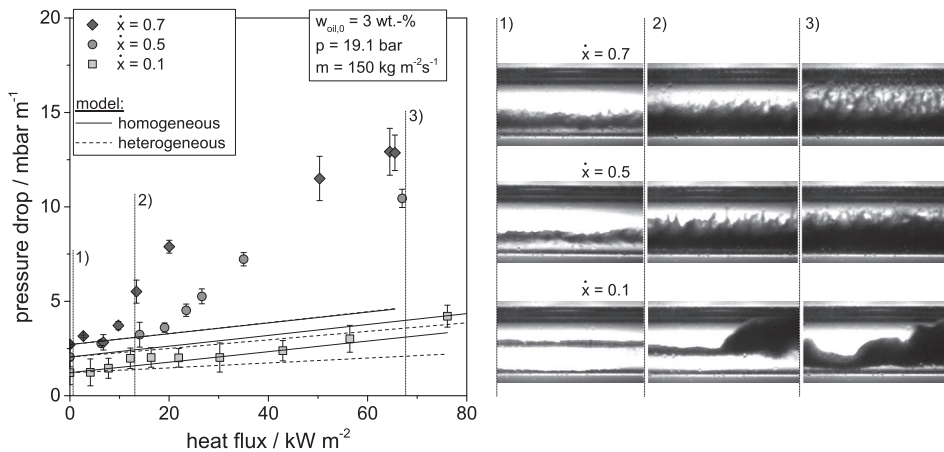 20
15
10
5
0
pressure drop / mbar m⁻¹
ẋ = 0.7
ẋ = 0.5
ẋ = 0.1
model:
homogeneous
heterogeneous
w_oil,0 = 3 wt.-%
p = 19.1 bar
m = 150 kg m⁻²s⁻¹
1)
2)
3)
0 20 40 60 80
heat flux / kW m⁻²
1) 2) 3)
ẋ = 0.7
ẋ = 0.5
ẋ = 0.1